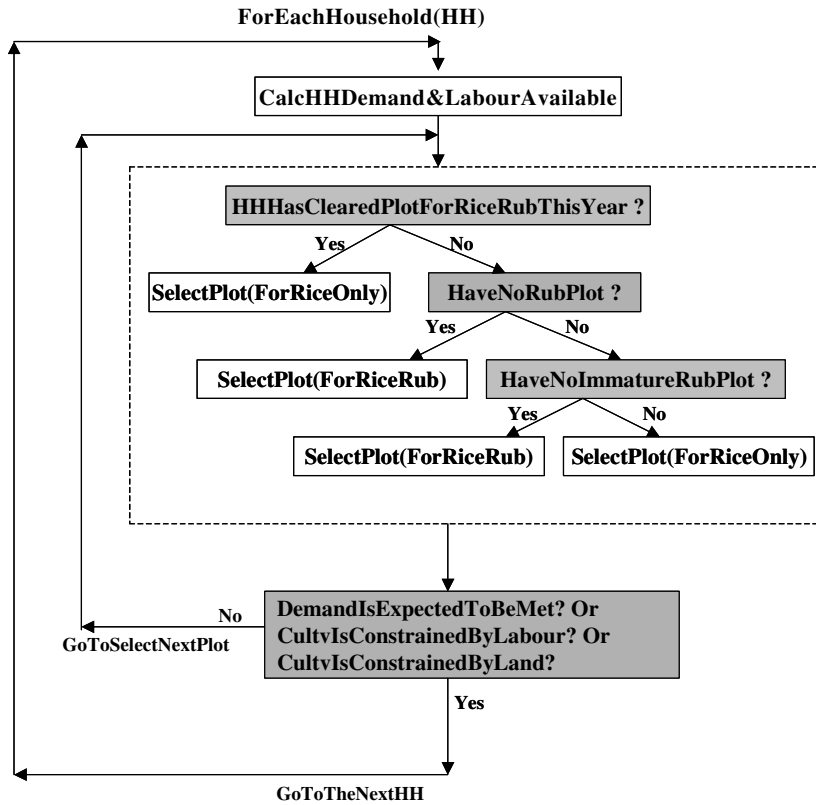 ForEachHousehold(HH)
CalcHHDemand&LabourAvailable
HHHasClearedPlotForRiceRubThisYear ?
Yes
No
SelectPlot(ForRiceOnly)
HaveNoRubPlot ?
Yes
No
SelectPlot(ForRiceRub)
HaveNoImmatureRubPlot ?
Yes
No
SelectPlot(ForRiceRub)
SelectPlot(ForRiceOnly)
DemandIsExpectedToBeMet? Or
CultvIsConstrainedByLabour? Or
CultvIsConstrainedByLand?
No
GoToSelectNextPlot
Yes
GoToTheNextHH